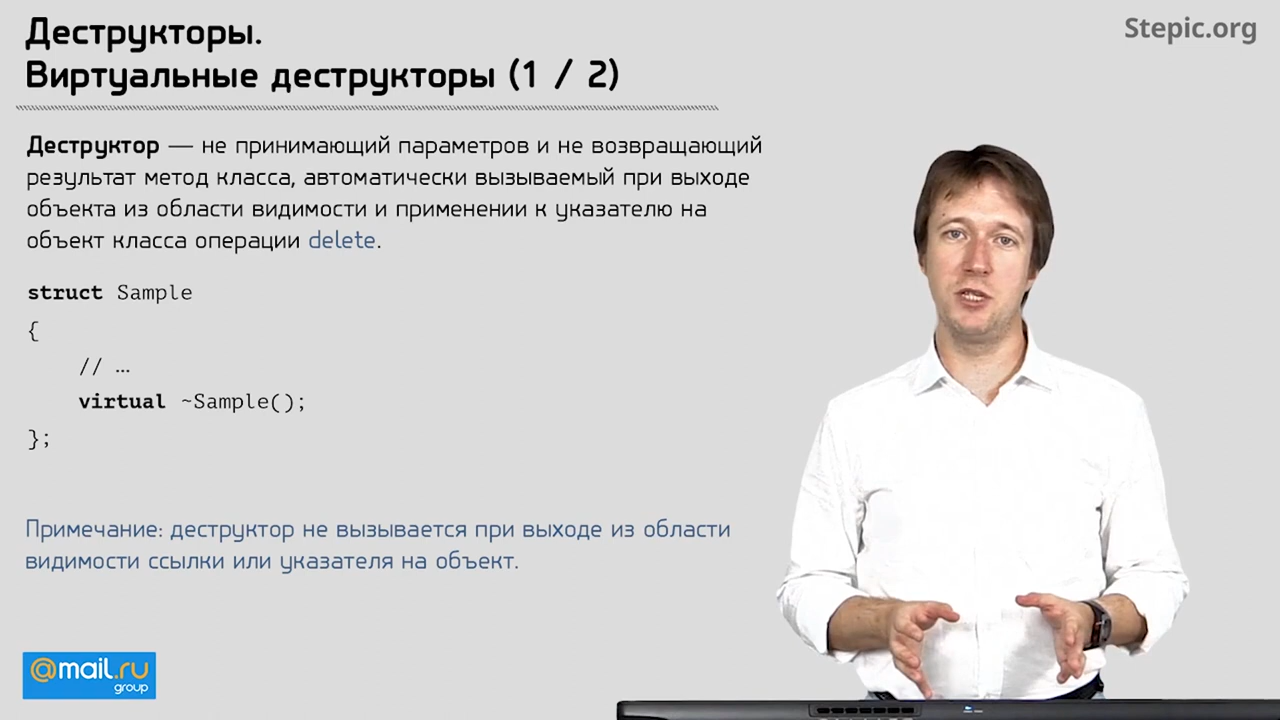 Деструкторы.
Виртуальные деструкторы (1 / 2)
Stepic.org
Деструктор — не принимающий параметров и не возвращающий
результат метод класса, автоматически вызываемый при выходе
объекта из области видимости и применении к указателю на
объект класса операции delete.
struct Sample
{
// …
virtual ~Sample();
};
Примечание: деструктор не вызывается при выходе из области
видимости ссылки или указателя на объект.
@mail.ru
group